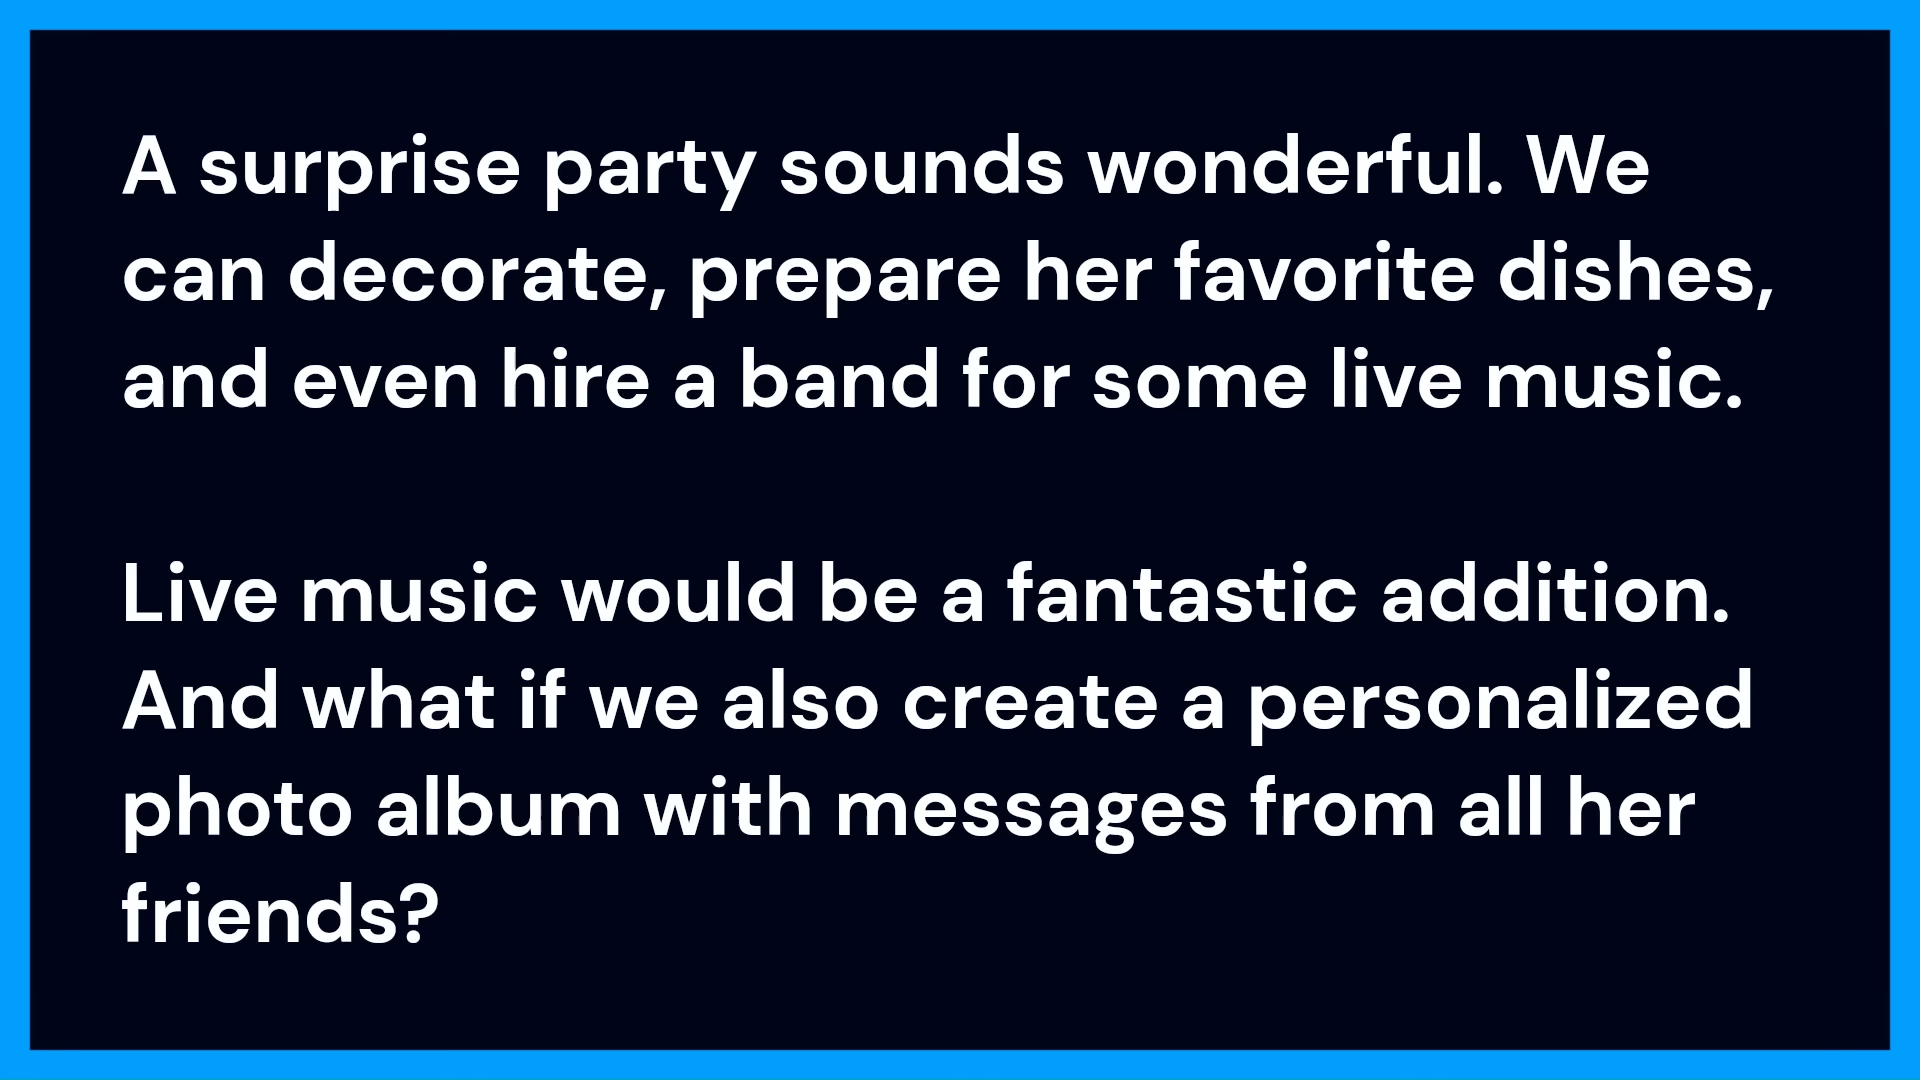 A surprise party sounds wonderful. We
can decorate, prepare her favorite dishes,
and even hire a band for some live music.
Live music would be a fantastic addition.
And what if we also create a personalized
photo album with messages from all her
friends?